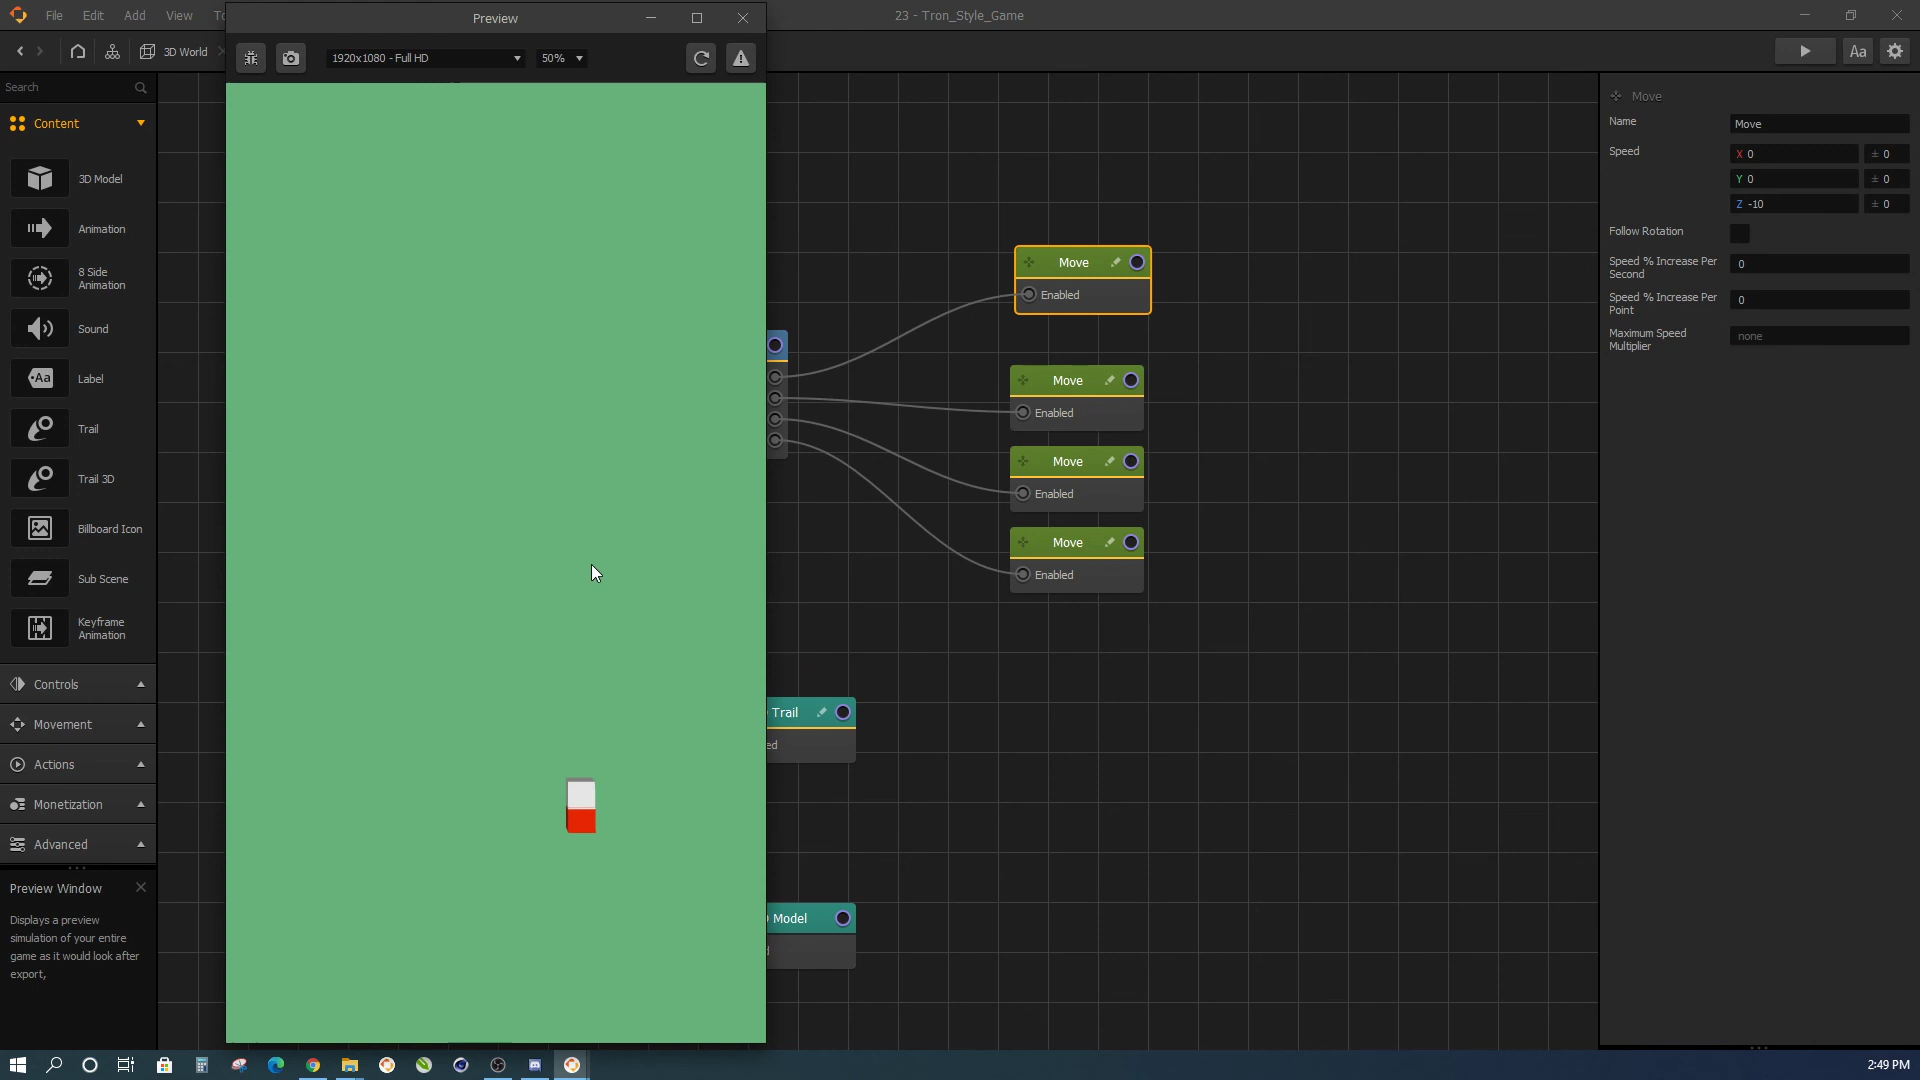 File Edit Add View To
Preview
23 - Tron_Style_Game
3D World
1920x1080 - Full HD
50%
Aa
Search
Content
3D Model
Animation
8 Side
Animation
Sound
Aa
Label
Trail
Trail 3D
Billboard Icon
Sub Scene
Keyframe
Animation
Controls
Movement
Actions
Monetization
Advanced
Preview Window
Displays a preview
simulation of your entire
game as it would look after
export,
Move
Enabled
Move
Enabled
Move
Enabled
Move
Enabled
Trail
ed
Model
Move
Name
Move
Speed
X 0 ± 0
Y 0 ± 0
Z -10 ± 0
Follow Rotation
Speed % Increase Per
Second
0
Speed % Increase Per
Point
0
Maximum Speed
Multiplier
none
2:49 PM